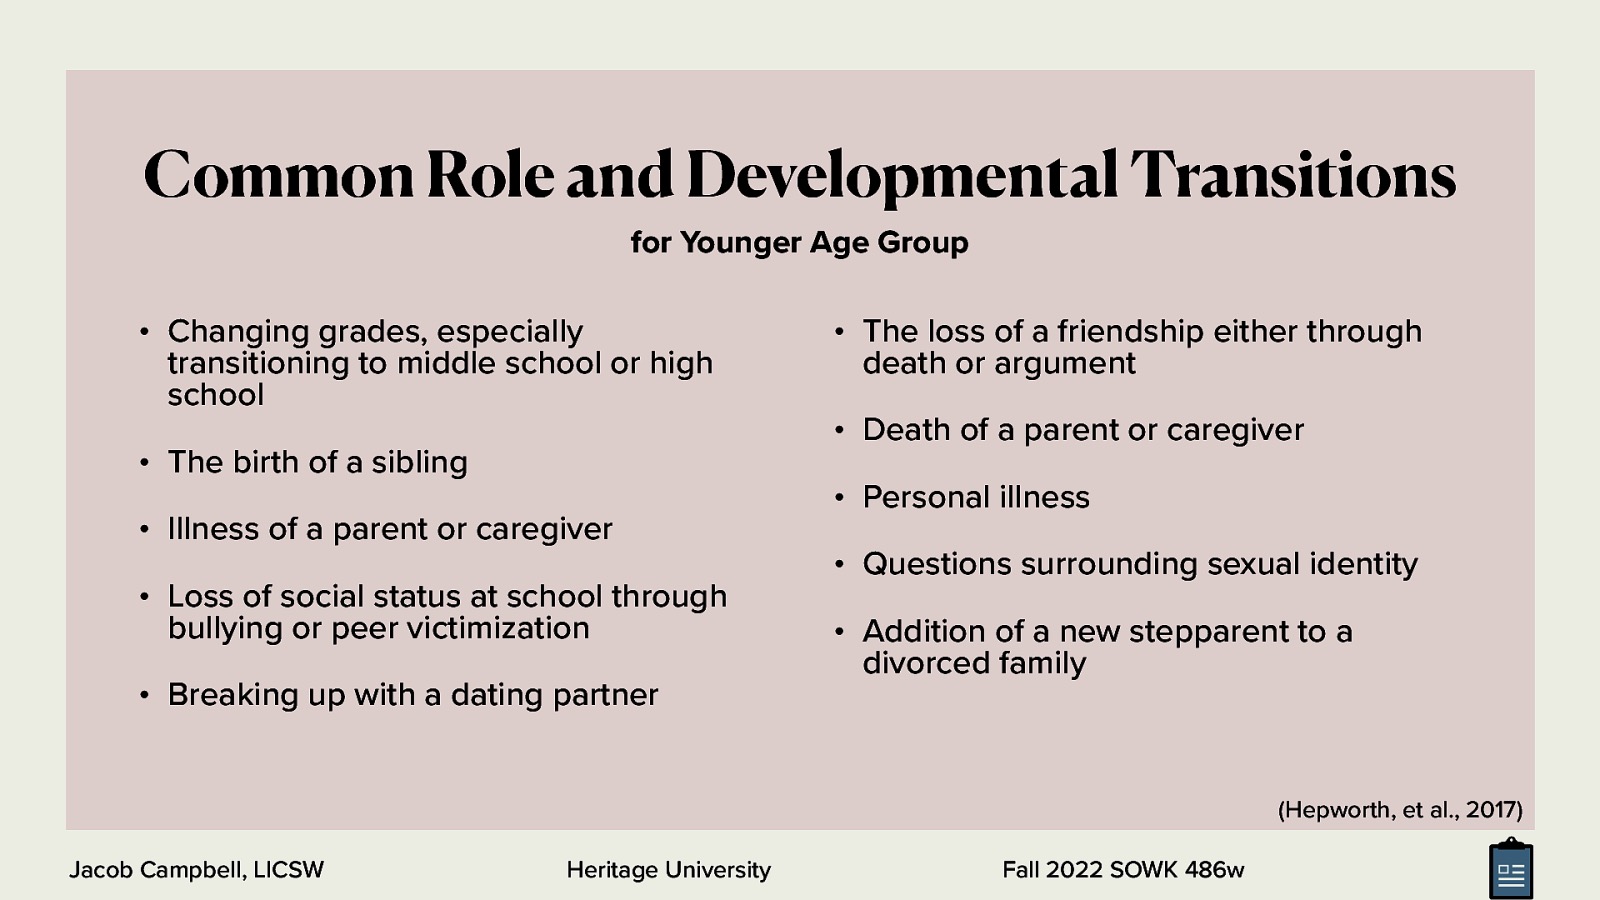 Common Role and Developmental Transitions
for Younger Age Group
• Changing grades, especially
transitioning to middle school or high
school
• The birth of a sibling
• Illness of a parent or caregiver
• Loss of social status at school through
bullying or peer victimization
• Breaking up with a dating partner
• The loss of a friendship either through
death or argument
• Death of a parent or caregiver
• Personal illness
• Questions surrounding sexual identity
• Addition of a new stepparent to a
divorced family
(Hepworth, et al., 2017)
Jacob Campbell, LICSW
Heritage University
Fall 2022 SOWK 486w